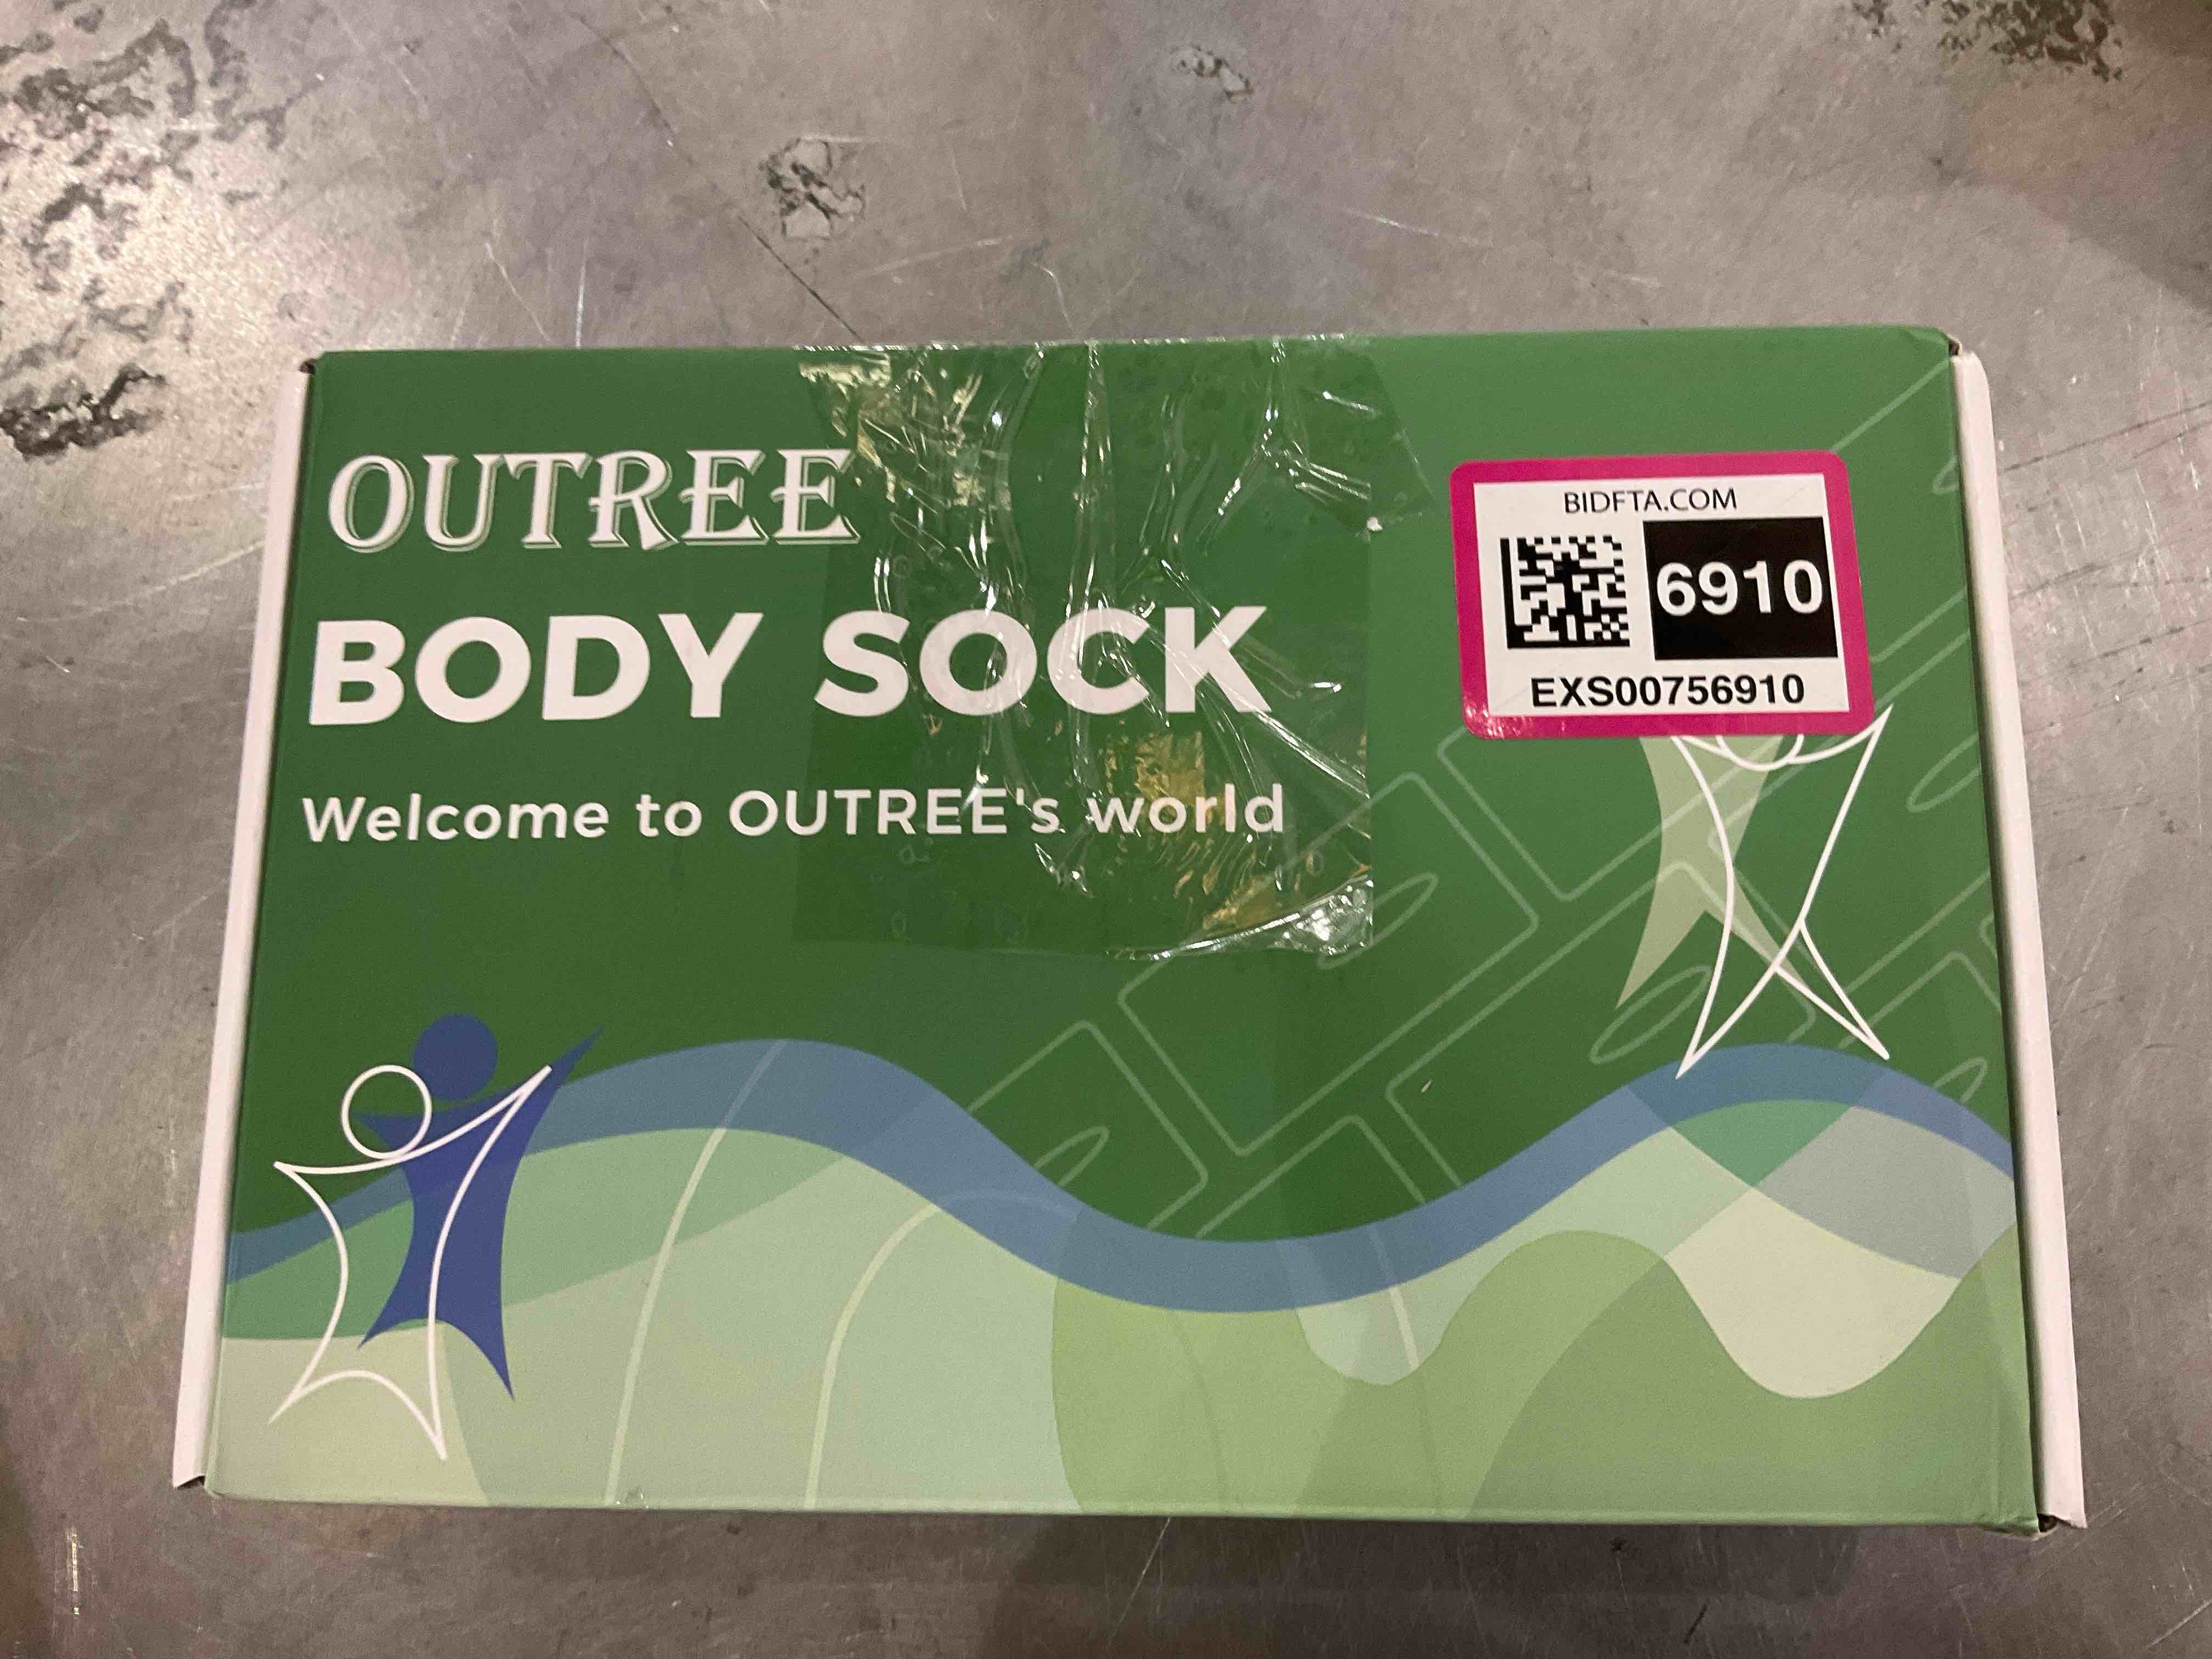 OUTREE
BODY SOCK
Welcome to OUTREE's world
BIDFTA.COM
6910
EXS00756910